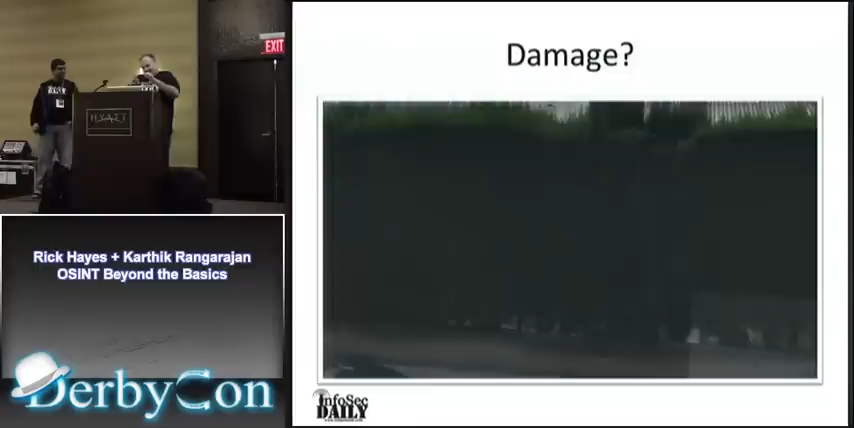 EXIT
HYATT
Rick Hayes + Karthik Rangarajan
OSINT Beyond the Basics
DerbyCon
Damage?
InfoSec
DAILY